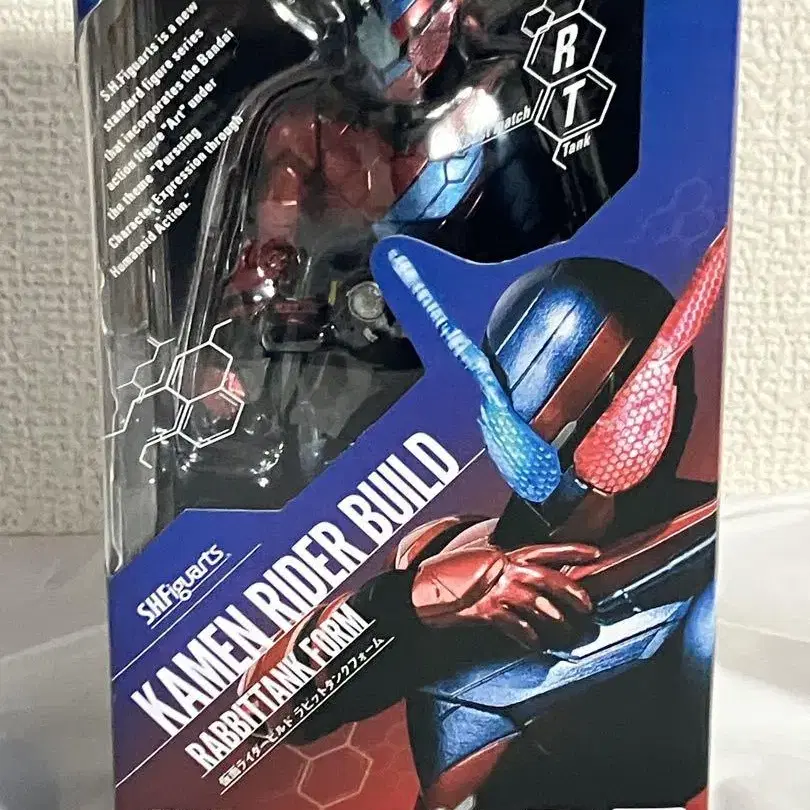 S.H.Figuarts is a new
standard figure series
that incorporates the Bandai
action figure "Art" under
the theme "Pursuing
Character Expression through
Humanoid Action."
R
T
match
Tank
S.H.Figuarts
KAMEN RIDER BUILD
RABBITTANK FORM
仮面ライダービルド ラビットタンクフォーム